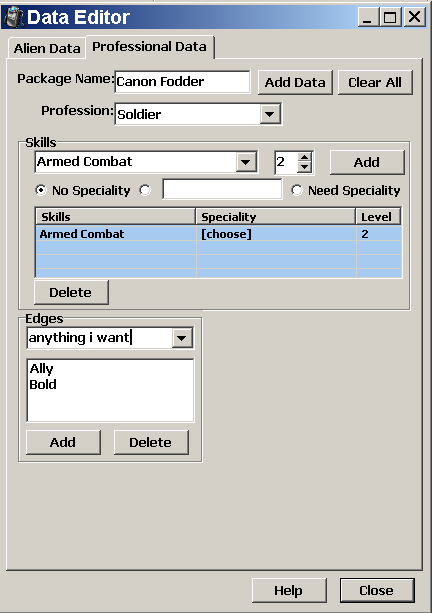 Data Editor
Alien Data Professional Data
Package Name: Canon Fodder Add Data Clear All
Profession: Soldier
Skills
Armed Combat 2 Add
No Speciality Need Speciality
Skills Speciality Level
Armed Combat [choose] 2
Delete
Edges
anything i want
Ally
Bold
Add Delete
Help Close